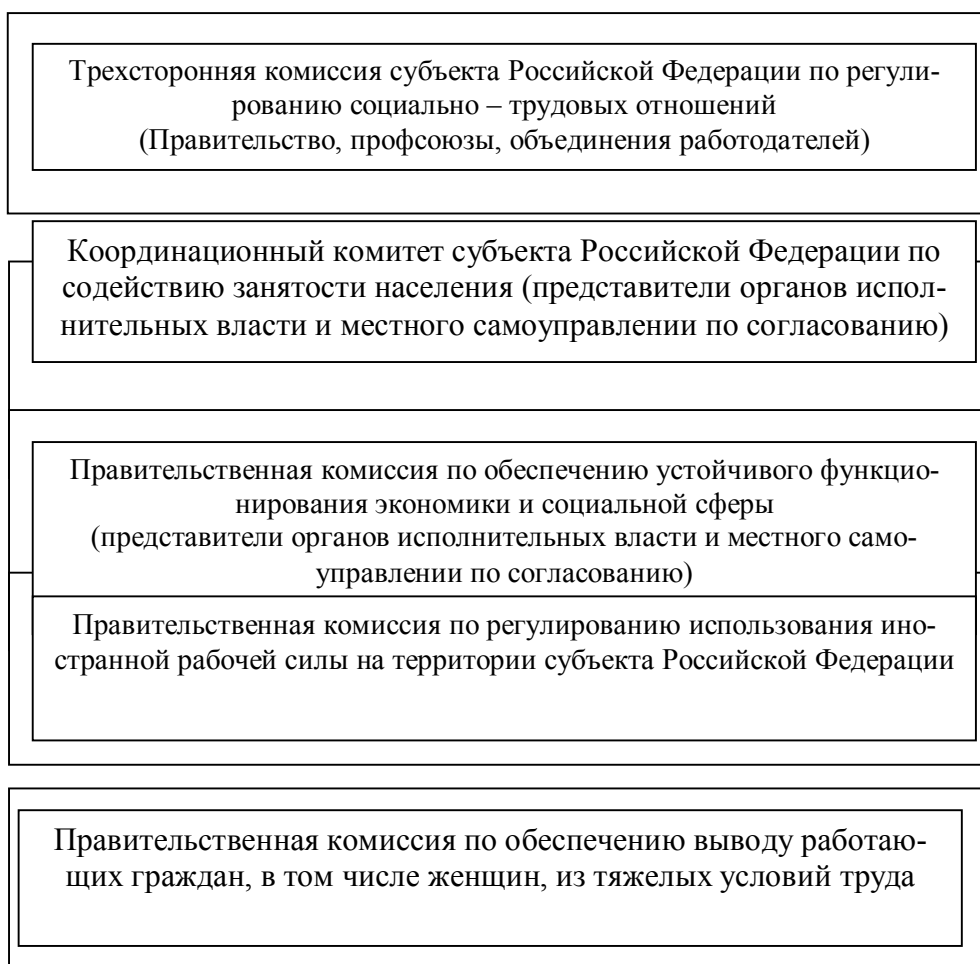 Трехсторонняя комиссия субъекта Российской Федерации по регули-
рованию социально – трудовых отношений
(Правительство, профсоюзы, объединения работодателей)
Координационный комитет субъекта Российской Федерации по
содействию занятости населения (представители органов испол-
нительных власти и местного самоуправлении по согласованию)
Правительственная комиссия по обеспечению устойчивого функцио-
нирования экономики и социальной сферы
(представители органов исполнительных власти и местного само-
управлении по согласованию)
Правительственная комиссия по регулированию использования ино-
странной рабочей силы на территории субъекта Российской Федерации
Правительственная комиссия по обеспечению выводу работаю-
щих граждан, в том числе женщин, из тяжелых условий труда